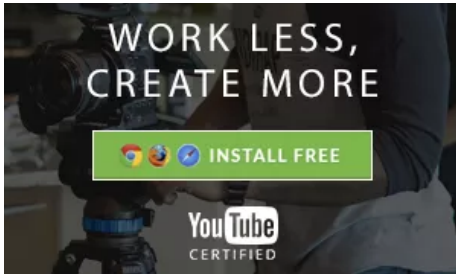 WORK LESS,
CREATE MORE
INSTALL FREE
YouTube
CERTIFIED